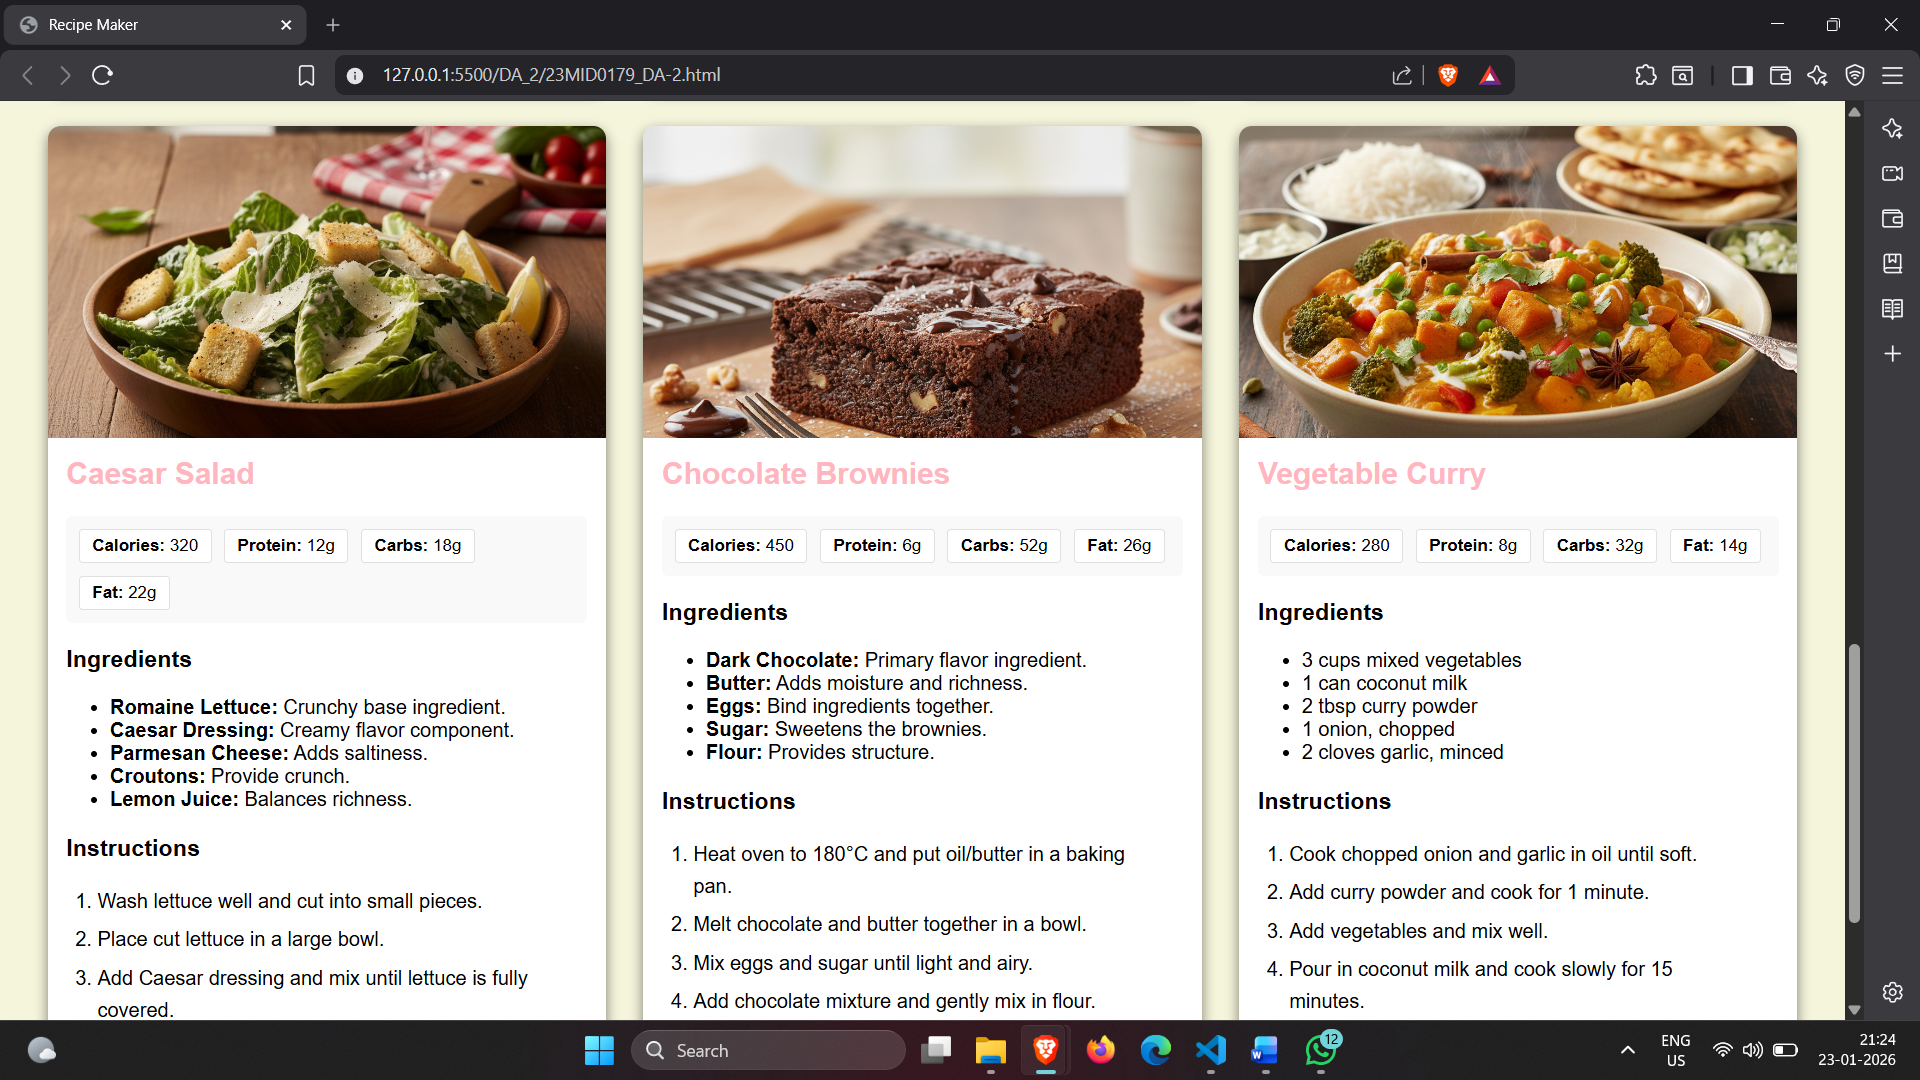 Recipe Maker
127.0.0.1:5500/DA_2/23MID0179_DA-2.html
Caesar Salad
Calories: 320 Protein: 12g Carbs: 18g
Fat: 22g
Ingredients
• Romaine Lettuce: Crunchy base ingredient.
• Caesar Dressing: Creamy flavor component.
• Parmesan Cheese: Adds saltiness.
• Croutons: Provide crunch.
• Lemon Juice: Balances richness.
Instructions
1. Wash lettuce well and cut into small pieces.
2. Place cut lettuce in a large bowl.
3. Add Caesar dressing and mix until lettuce is fully
covered.
Chocolate Brownies
Calories: 450 Protein: 6g Carbs: 52g Fat: 26g
Ingredients
• Dark Chocolate: Primary flavor ingredient.
• Butter: Adds moisture and richness.
• Eggs: Bind ingredients together.
• Sugar: Sweetens the brownies.
• Flour: Provides structure.
Instructions
1. Heat oven to 180°C and put oil/butter in a baking
pan.
2. Melt chocolate and butter together in a bowl.
3. Mix eggs and sugar until light and airy.
4. Add chocolate mixture and gently mix in flour.
Vegetable Curry
Calories: 280 Protein: 8g Carbs: 32g Fat: 14g
Ingredients
• 3 cups mixed vegetables
• 1 can coconut milk
• 2 tbsp curry powder
• 1 onion, chopped
• 2 cloves garlic, minced
Instructions
1. Cook chopped onion and garlic in oil until soft.
2. Add curry powder and cook for 1 minute.
3. Add vegetables and mix well.
4. Pour in coconut milk and cook slowly for 15
minutes.
Search
W
12
ENG
US
21:24
23-01-2026